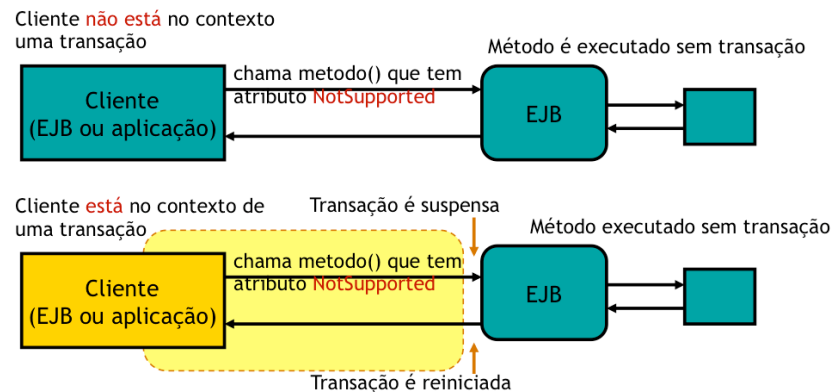 Cliente não está no contexto
uma transação
Método é executado sem transação
chama metodo() que tem
atributo NotSupported
Cliente
(EJB ou aplicação)
EJB
Cliente está no contexto de
uma transação
Transação é suspensa
Método executado sem transação
chama metodo() que tem
atributo NotSupported
Cliente
(EJB ou aplicação)
EJB
Transação é reiniciada